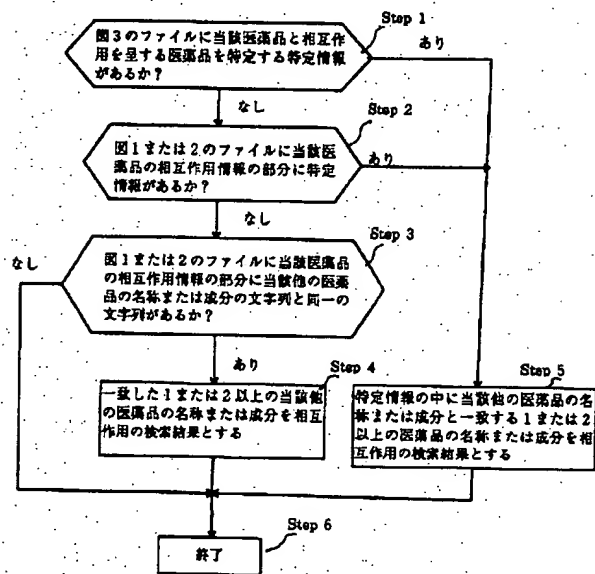 Step 1
図3のファイルに当該医薬品と相互作
用を呈する医薬品を特定する特定情報
があるか？
あり
なし
Step 2
図1または2のファイルに当該医
薬品の相互作用情報の部分に特定
情報があるか？
あり
なし
Step 3
なし
図1または2のファイルに当該医薬品
の相互作用情報の部分に当該他の医薬
品の名称または成分の文字列と同一の
文字列があるか？
あり
Step 4
一致した1または2以上の当該他
の医薬品の名称または成分を相互
作用の検索結果とする
Step 5
特定情報の中に当該他の医薬品の名
称または成分と一致する1または2
以上の医薬品の名称または成分を相
互作用の検索結果とする
Step 6
終了